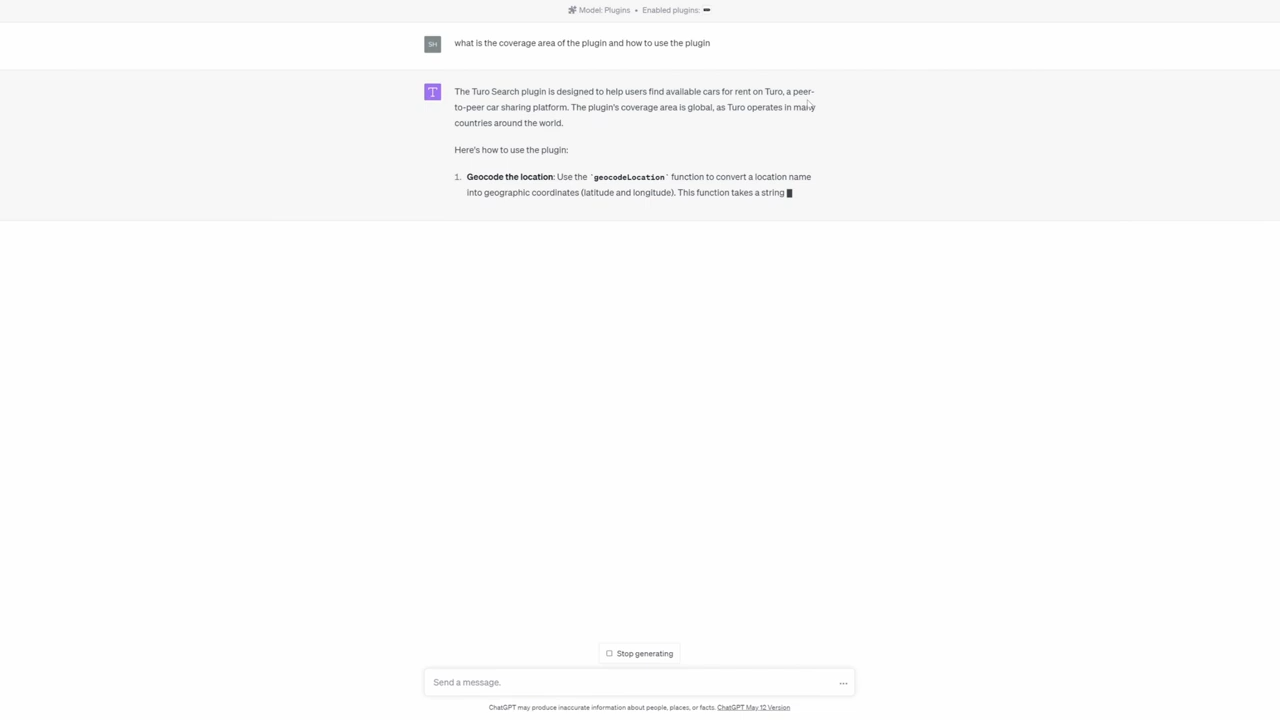 Model: Plugins • Enabled plugins:
SH
what is the coverage area of the plugin and how to use the plugin
T
The Turo Search plugin is designed to help users find available cars for rent on Turo, a peer-
to-peer car sharing platform. The plugin's coverage area is global, as Turo operates in many
countries around the world.
Here's how to use the plugin:
1. Geocode the location: Use the `geocodeLocation` function to convert a location name
into geographic coordinates (latitude and longitude). This function takes a string
Stop generating
Send a message.
ChatGPT may produce inaccurate information about people, places, or facts. ChatGPT May 12 Version